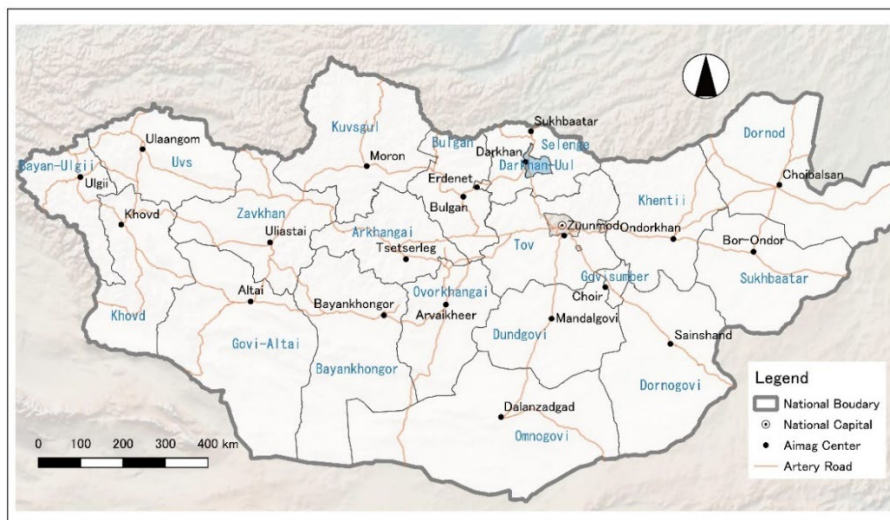 Sukhbaatar
Dornod
Kuvsgul
Bulgan
Selenge
Ulaangom
Darkhan
Bayan-Ulgii
Uvs
Moron
Darkhan-Uul
Choibalsan
Ulgii
Erdenet
Khentii
Bulgan
Khovd
Zavkhan
Arkhangai
Zuunmod
Ondorkhan
Uliastai
Tov
Bor-Ondor
Tsetserleg
Govisumber
Sukhbaatar
Altai
Bayankhongor
Ovorkhangai
Choir
Khovd
Arvaikheer
Mandalgovi
Dundgovi
Govi-Altai
Sainshand
Bayankhongor
Dornogovi
Legend
National Boudary
Dalanzadgad
National Capital
Omnogovi
Aimag Center
0 100 200 300 400 km
Artery Road